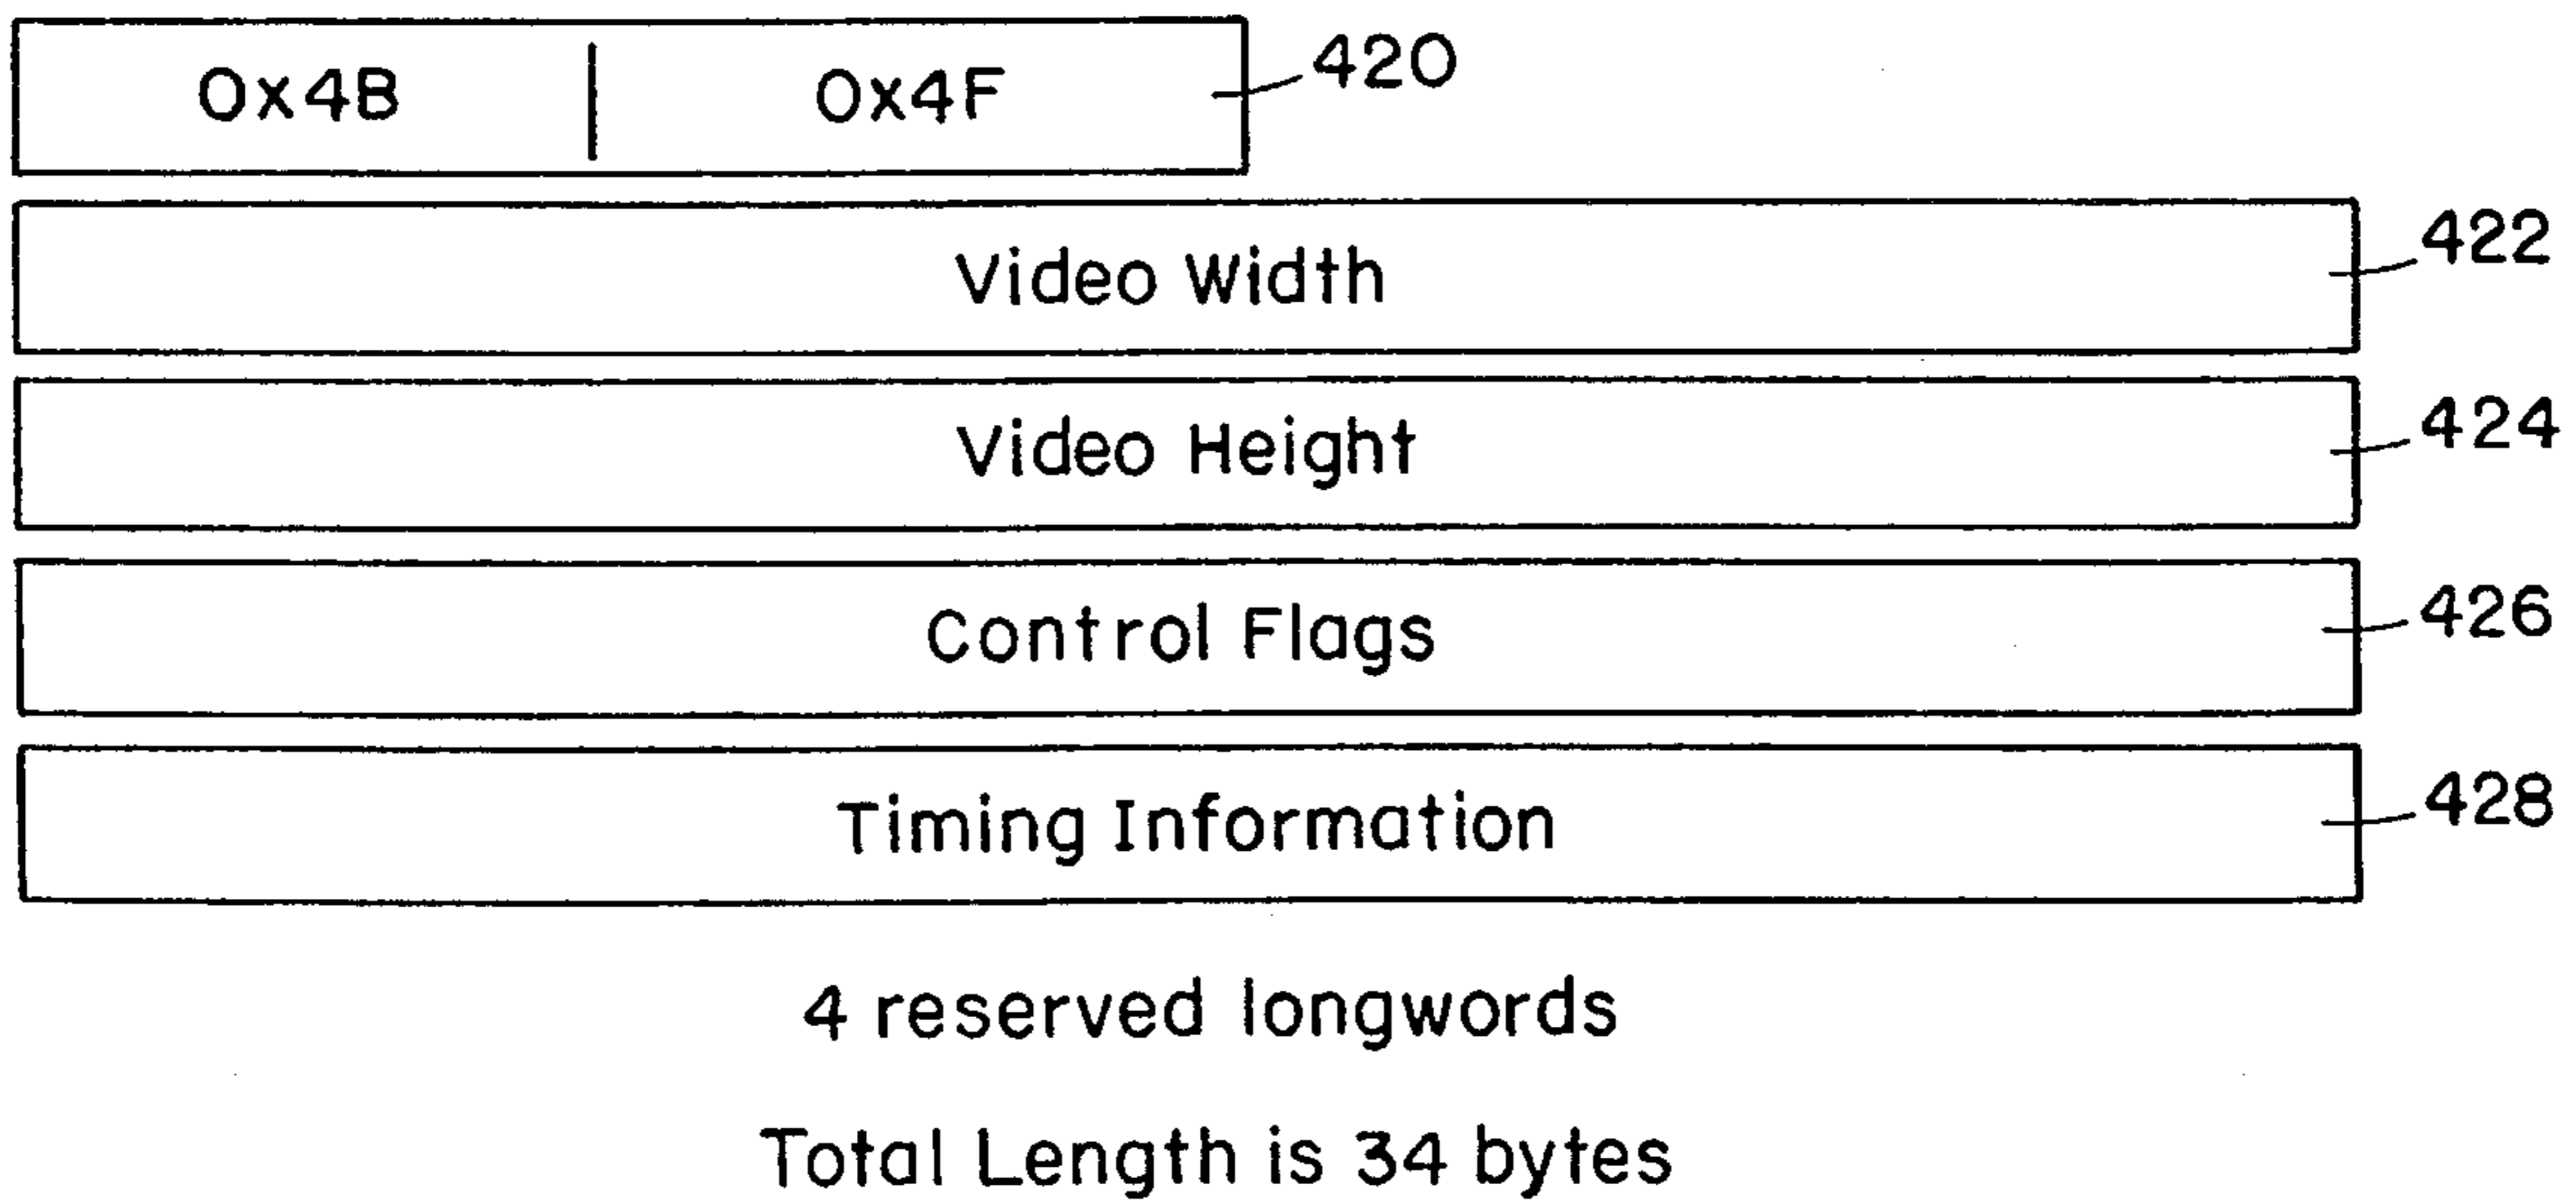 0x4B | 0x4F 420
Video Width 422
Video Height 424
Control Flags 426
Timing Information 428
4 reserved longwords
Total Length is 34 bytes